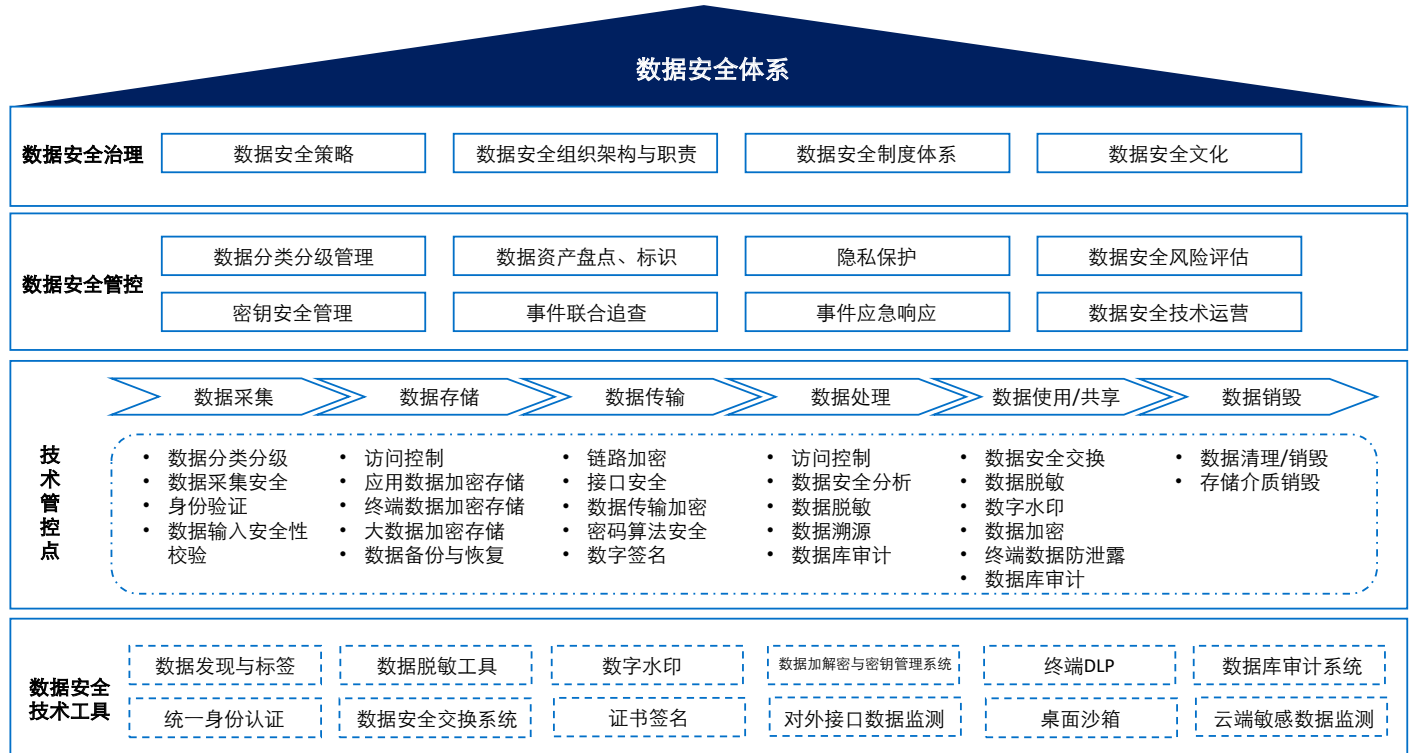 数据安全体系
数据安全治理
数据安全策略
数据安全组织架构与职责
数据安全制度体系
数据安全文化
数据安全管控
数据分类分级管理
数据资产盘点、标识
隐私保护
数据安全风险评估
密钥安全管理
事件联合追查
事件应急响应
数据安全技术运营
技
术
管
控
点
数据采集
数据存储
数据传输
数据处理
数据使用/共享
数据销毁
• 数据分类分级
• 数据采集安全
• 身份验证
• 数据输入安全性
校验
• 访问控制
• 应用数据加密存储
• 终端数据加密存储
• 大数据加密存储
• 数据备份与恢复
• 链路加密
• 接口安全
• 数据传输加密
• 密码算法安全
• 数字签名
• 访问控制
• 数据安全分析
• 数据脱敏
• 数据溯源
• 数据库审计
• 数据安全交换
• 数据脱敏
• 数字水印
• 数据加密
• 终端数据防泄露
• 数据库审计
• 数据清理/销毁
• 存储介质销毁
数据安全
技术工具
数据发现与标签
数据脱敏工具
数字水印
数据加解密与密钥管理系统
终端DLP
数据库审计系统
统一身份认证
数据安全交换系统
证书签名
对外接口数据监测
桌面沙箱
云端敏感数据监测